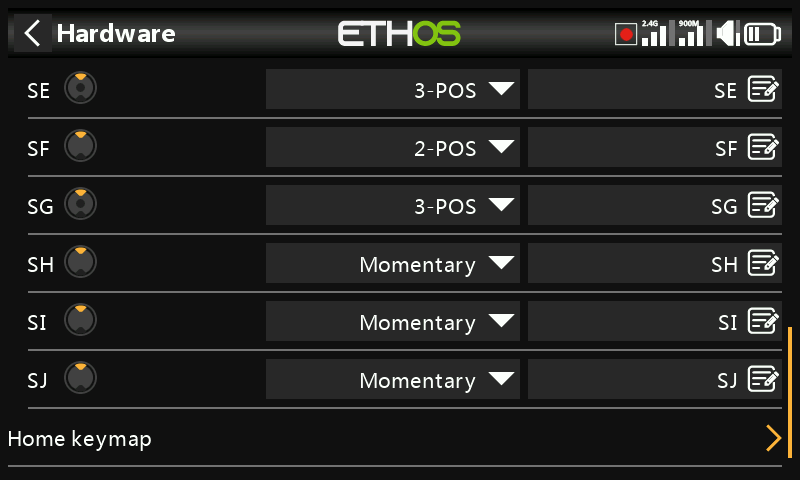 Hardware
ETHOS
2.4G
900M
SE 3-POS SE
SF 2-POS SF
SG 3-POS SG
SH Momentary SH
SI Momentary SI
SJ Momentary SJ
Home keymap